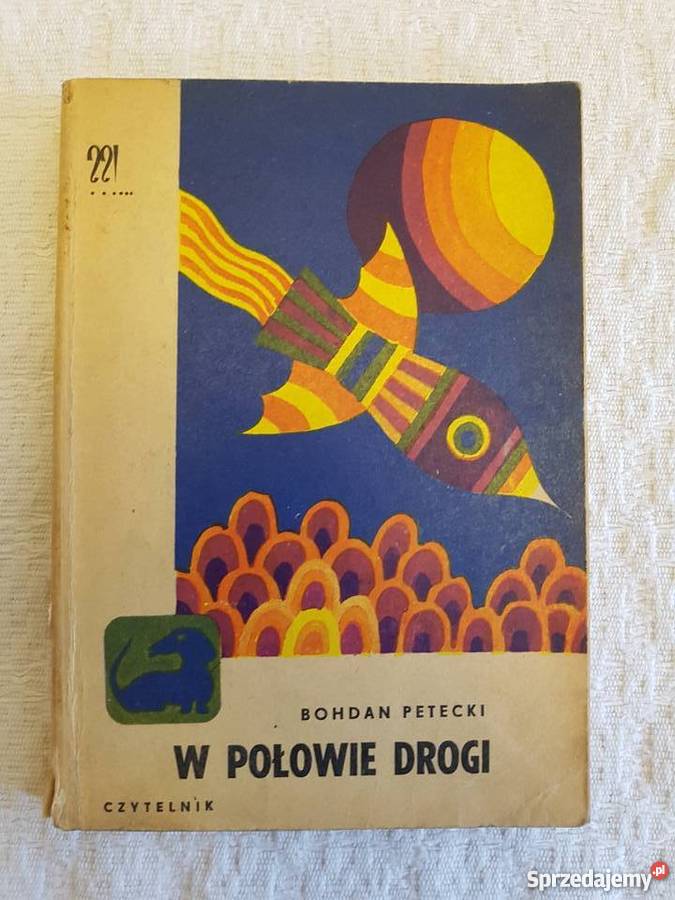 221
BOHDAN PETECKI
W POŁOWIE DROGI
CZYTELNIK
Sprzedajemy.pl